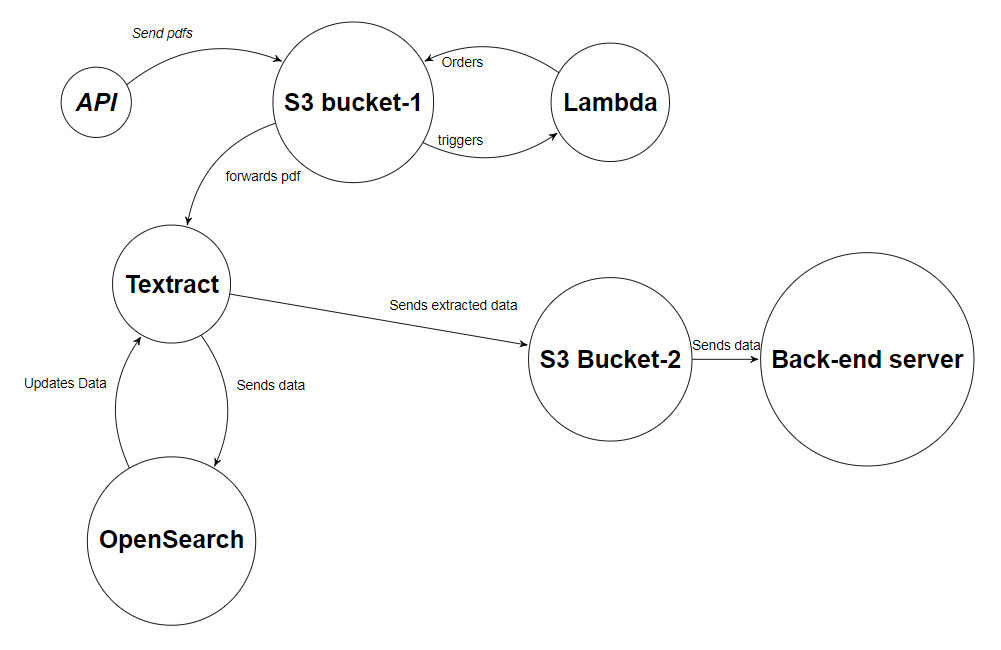 Send pdfs
API
S3 bucket-1
Orders
Lambda
triggers
forwards pdf
Textract
Sends extracted data
S3 Bucket-2
Sends data
Back-end server
Updates Data
Sends data
OpenSearch